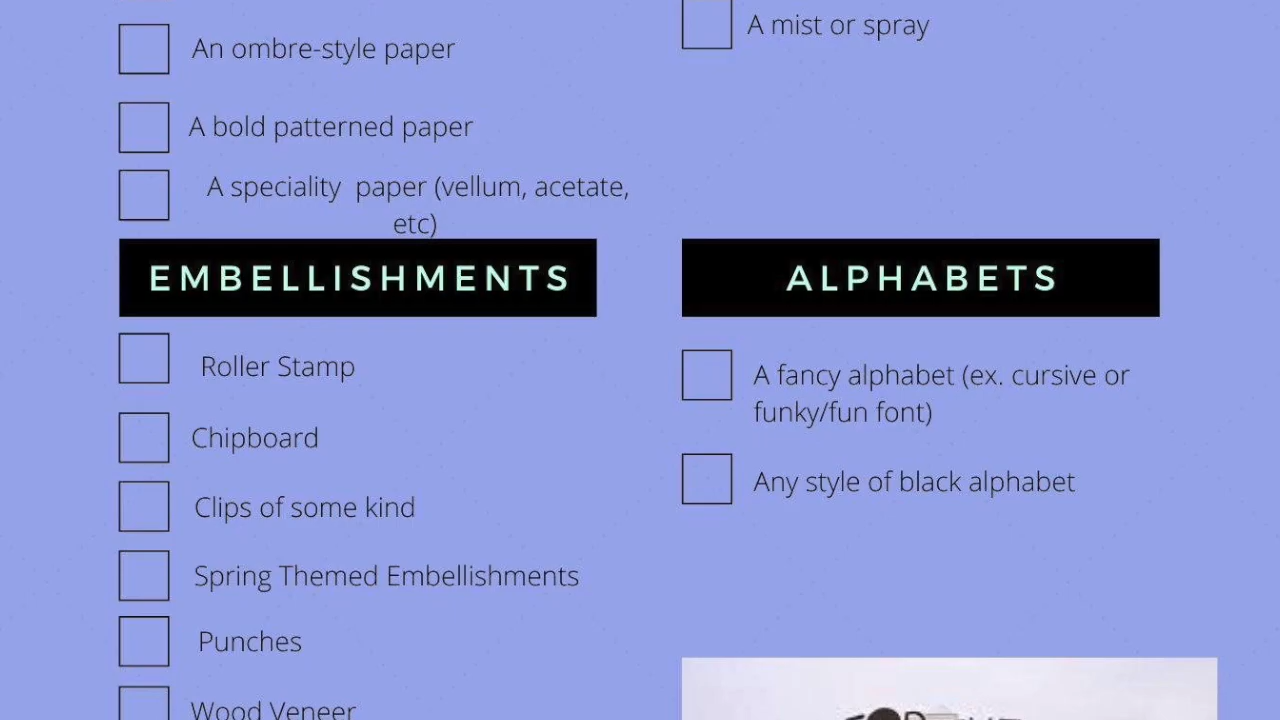 An ombre-style paper
A bold patterned paper
A speciality paper (vellum, acetate,
etc)
EMBELLISHMENTS
Roller Stamp
Chipboard
Clips of some kind
Spring Themed Embellishments
Punches
Wood Veneer
A mist or spray
ALPHABETS
A fancy alphabet (ex. cursive or
funky/fun font)
Any style of black alphabet